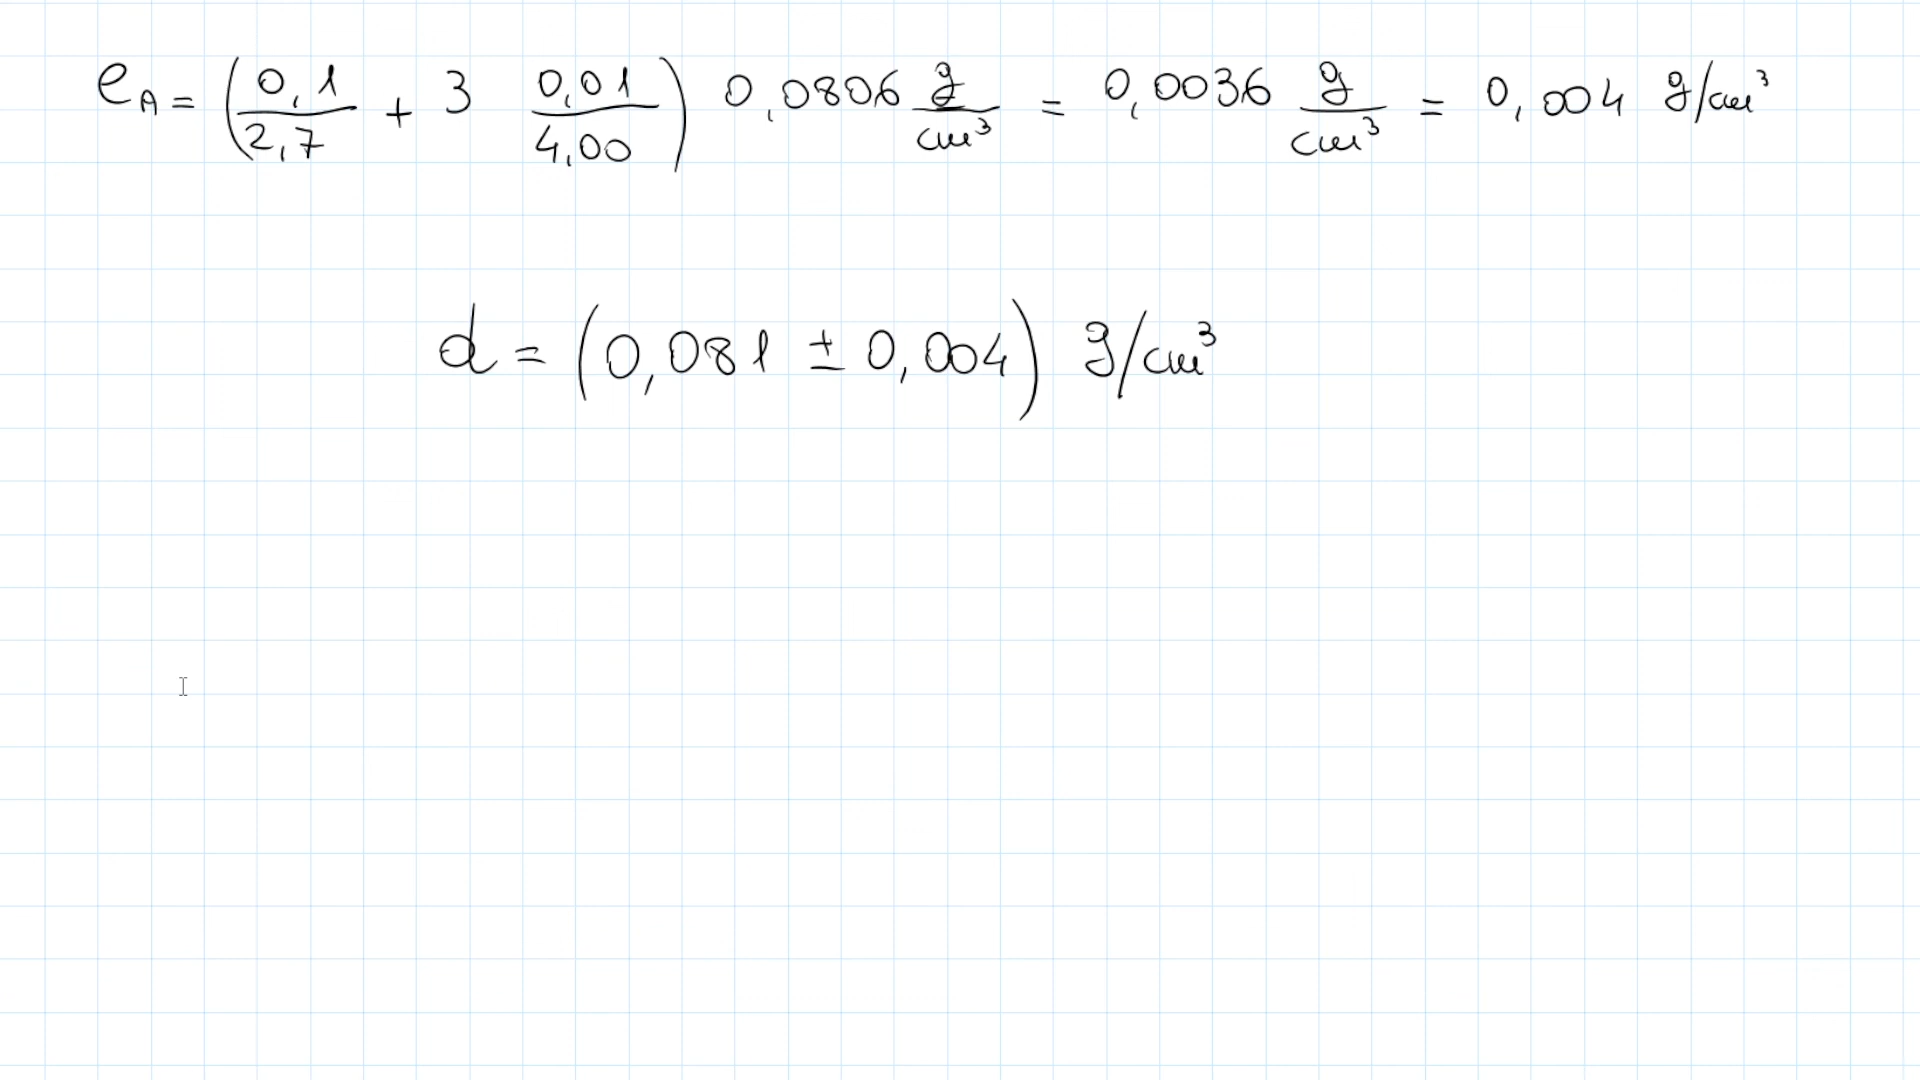 e_A = (0,1/2,7 + 3 0,01/4,00) 0,0806 g/cm³ = 0,0036 g/cm³ = 0,004 g/cm³
d = (0,081 ± 0,004) g/cm³